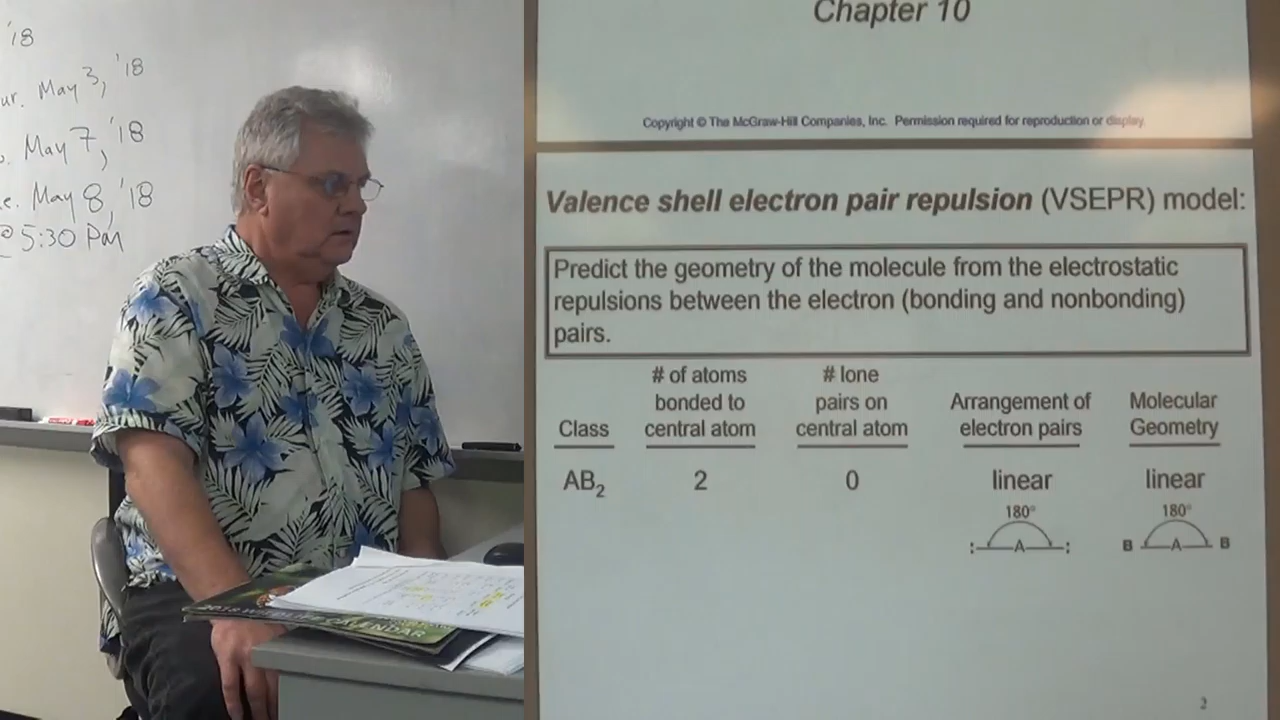 '18
ur. May 3, '18
May 7, '18
e. May 8, '18
@ 5:30 PM
2018 WILDLIFE CALENDAR
Chapter 10
Copyright © The McGraw-Hill Companies, Inc. Permission required for reproduction or display.
Valence shell electron pair repulsion (VSEPR) model:
Predict the geometry of the molecule from the electrostatic
repulsions between the electron (bonding and nonbonding)
pairs.
Class
# of atoms
bonded to
central atom
# lone
pairs on
central atom
Arrangement of
electron pairs
Molecular
Geometry
AB₂ 2 0 linear linear
180° 180°
: A : B A B
2